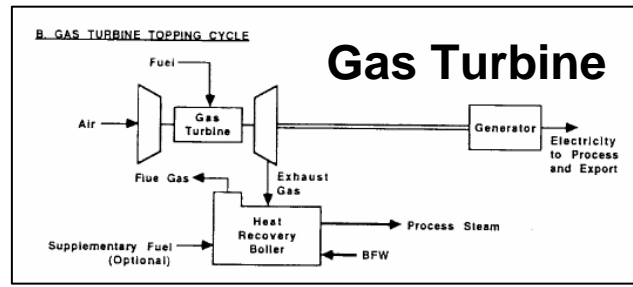 B. GAS TURBINE TOPPING CYCLE
Gas Turbine
Fuel
Air
Gas
Turbine
Generator
Electricity
to Process
and Export
Flue Gas
Exhaust
Gas
Heat
Recovery
Boiler
Process Steam
Supplementary Fuel
(Optional)
BFW